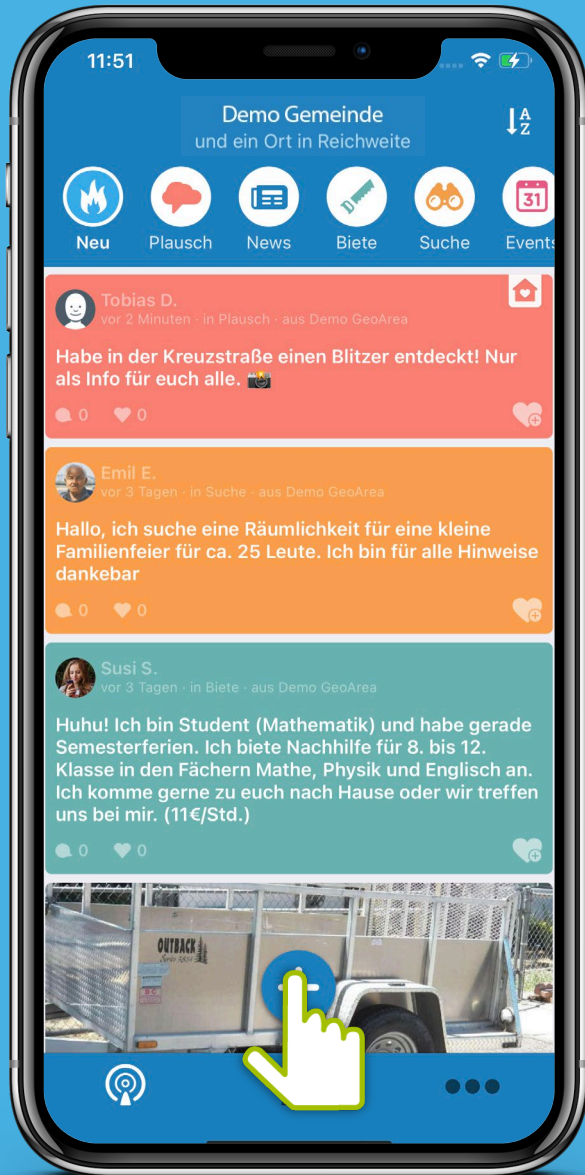 11:51
Demo Gemeinde
und ein Ort in Reichweite
A
Z
31
Neu
Plausch
News
Biete
Suche
Events
Tobias D.
vor 2 Minuten · in Plausch · aus Demo GeoArea
Habe in der Kreuzstraße einen Blitzer entdeckt! Nur
als Info für euch alle. 📸
0
0
Emil E.
vor 3 Tagen · in Suche · aus Demo GeoArea
Hallo, ich suche eine Räumlichkeit für eine kleine
Familienfeier für ca. 25 Leute. Ich bin für alle Hinweise
dankebar
0
0
Susi S.
vor 3 Tagen · in Biete · aus Demo GeoArea
Huhu! Ich bin Student (Mathematik) und habe gerade
Semesterferien. Ich biete Nachhilfe für 8. bis 12.
Klasse in den Fächern Mathe, Physik und Englisch an.
Ich komme gerne zu euch nach Hause oder wir treffen
uns bei mir. (11€/Std.)
0
0
OUTBACK
Series